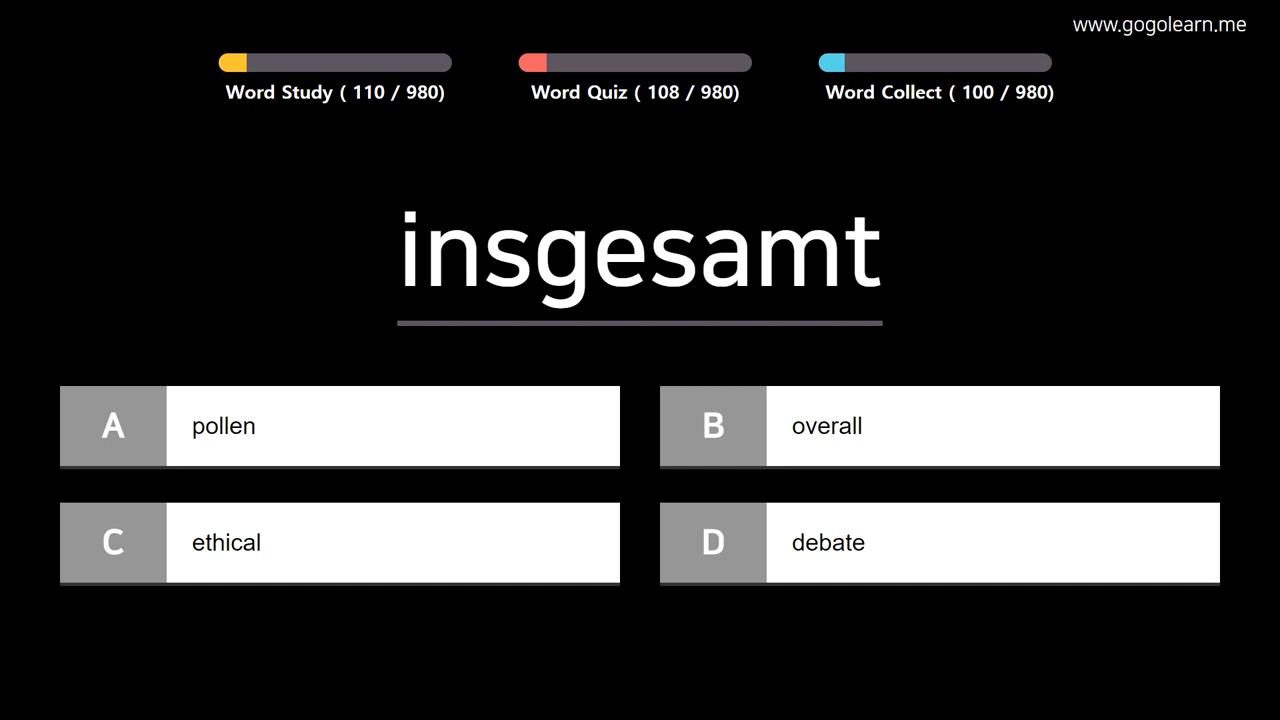 www.gogolearn.me
Word Study ( 110 / 980)
Word Quiz ( 108 / 980)
Word Collect ( 100 / 980)
insgesamt
A pollen
B overall
C ethical
D debate